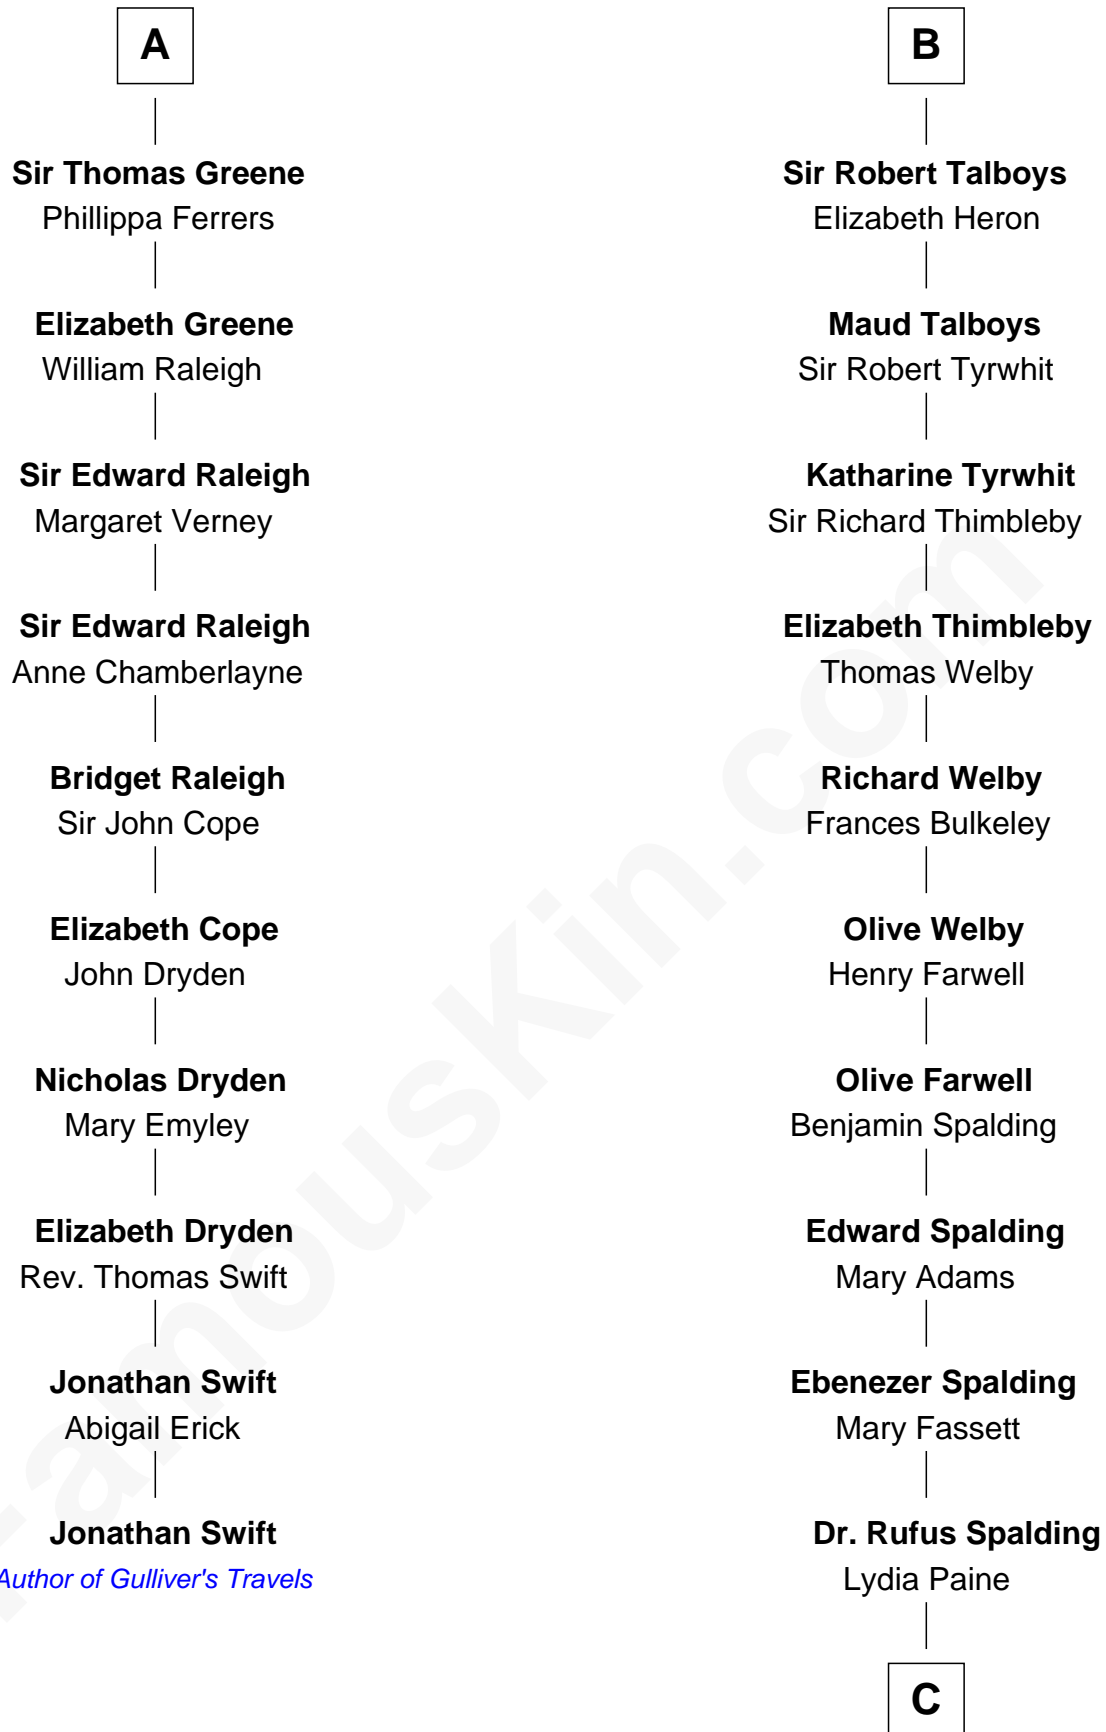 A
Sir Thomas Greene
Phillippa Ferrers
Elizabeth Greene
William Raleigh
Sir Edward Raleigh
Margaret Verney
Sir Edward Raleigh
Anne Chamberlayne
Bridget Raleigh
Sir John Cope
Elizabeth Cope
John Dryden
Nicholas Dryden
Mary Emyley
Elizabeth Dryden
Rev. Thomas Swift
Jonathan Swift
Abigail Erick
Jonathan Swift
Author of Gulliver's Travels
B
Sir Robert Talboys
Elizabeth Heron
Maud Talboys
Sir Robert Tyrwhit
Katharine Tyrwhit
Sir Richard Thimbleby
Elizabeth Thimbleby
Thomas Welby
Richard Welby
Frances Bulkeley
Olive Welby
Henry Farwell
Olive Farwell
Benjamin Spalding
Edward Spalding
Mary Adams
Ebenezer Spalding
Mary Fassett
Dr. Rufus Spalding
Lydia Paine
C
FamousKin.com